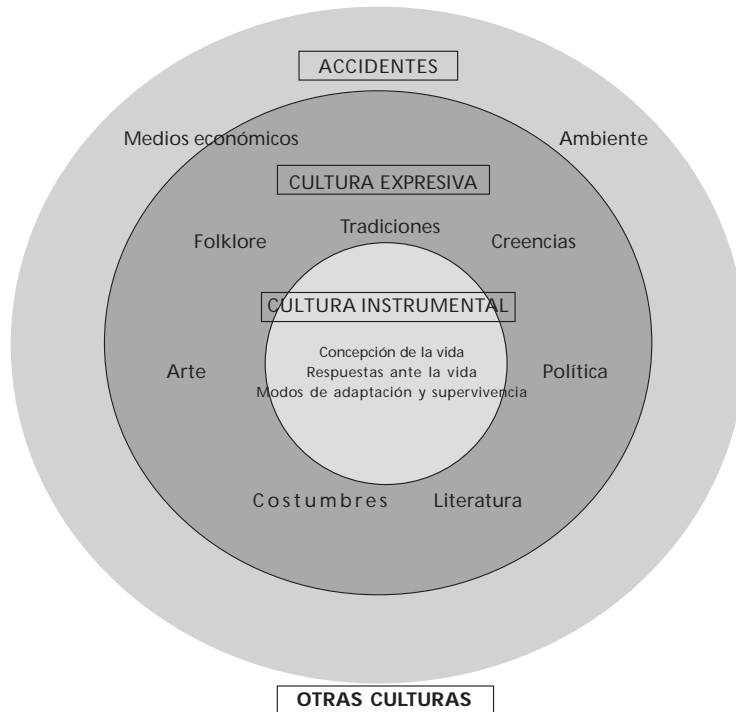 ACCIDENTES
Medios económicos
Ambiente
CULTURA EXPRESIVA
Tradiciones
Folklore
Creencias
CULTURA INSTRUMENTAL
Concepción de la vida
Respuestas ante la vida
Modos de adaptación y supervivencia
Arte
Política
Costumbres
Literatura
OTRAS CULTURAS